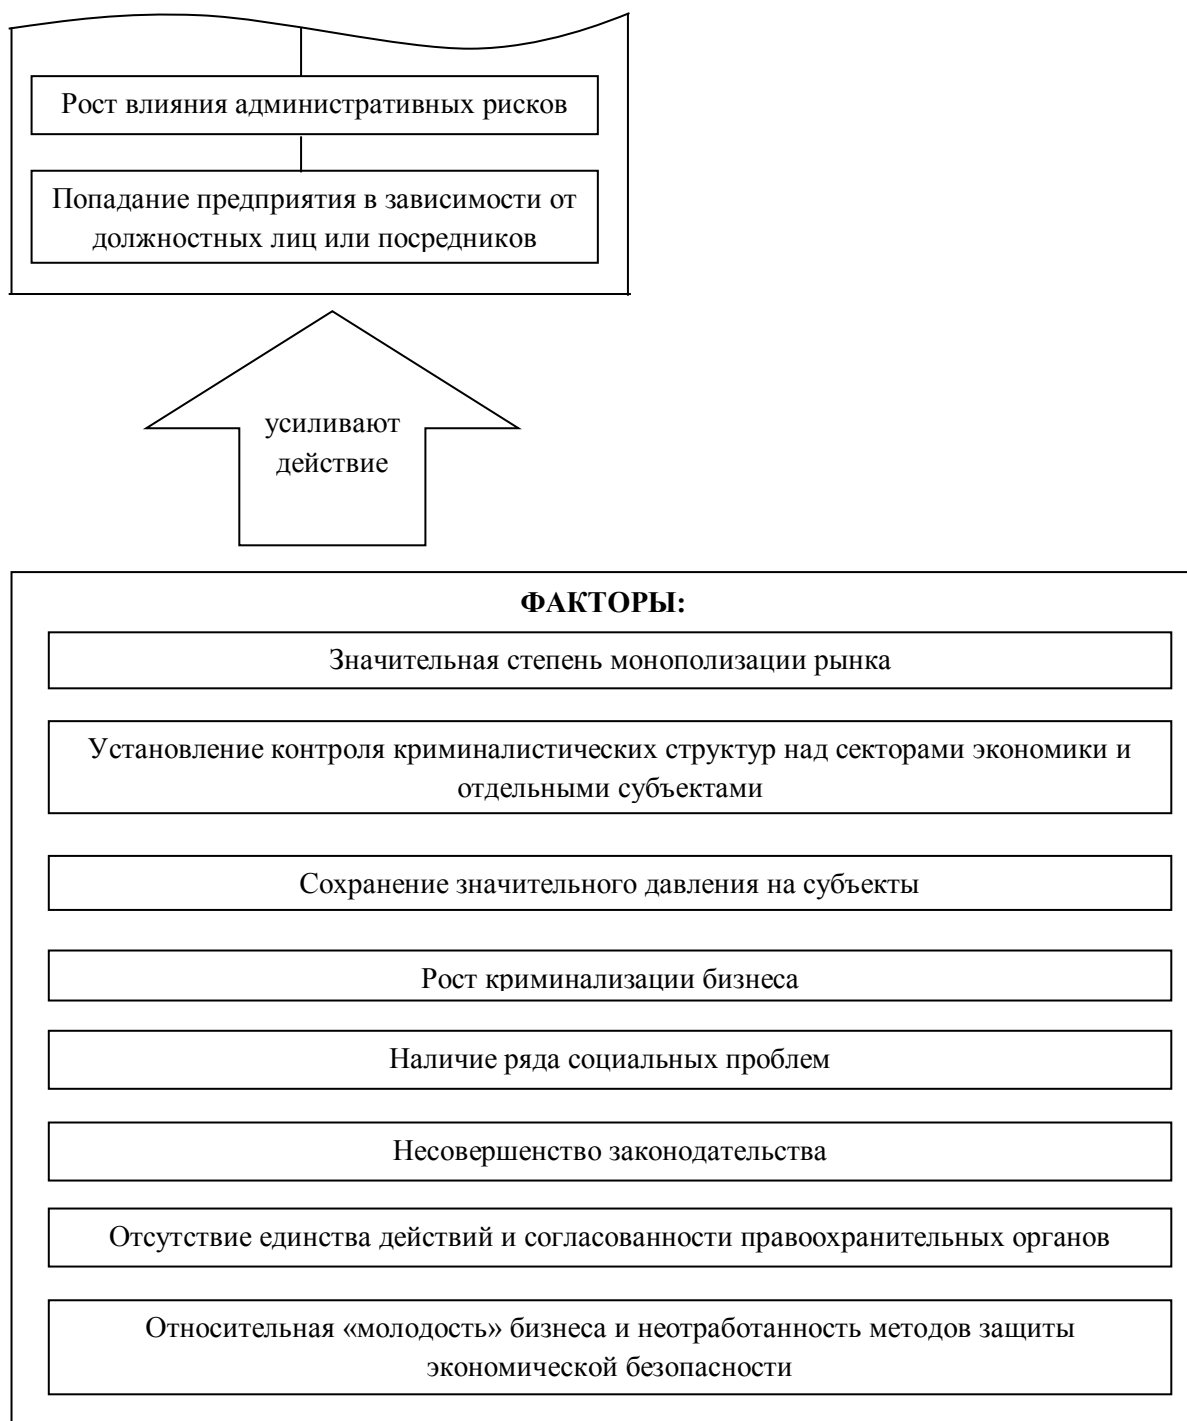 Рост влияния административных рисков
Попадание предприятия в зависимости от
должностных лиц или посредников
усиливают
действие
ФАКТОРЫ:
Значительная степень монополизации рынка
Установление контроля криминалистических структур над секторами экономики и
отдельными субъектами
Сохранение значительного давления на субъекты
Рост криминализации бизнеса
Наличие ряда социальных проблем
Несовершенство законодательства
Отсутствие единства действий и согласованности правоохранительных органов
Относительная «молодость» бизнеса и неотработанность методов защиты
экономической безопасности